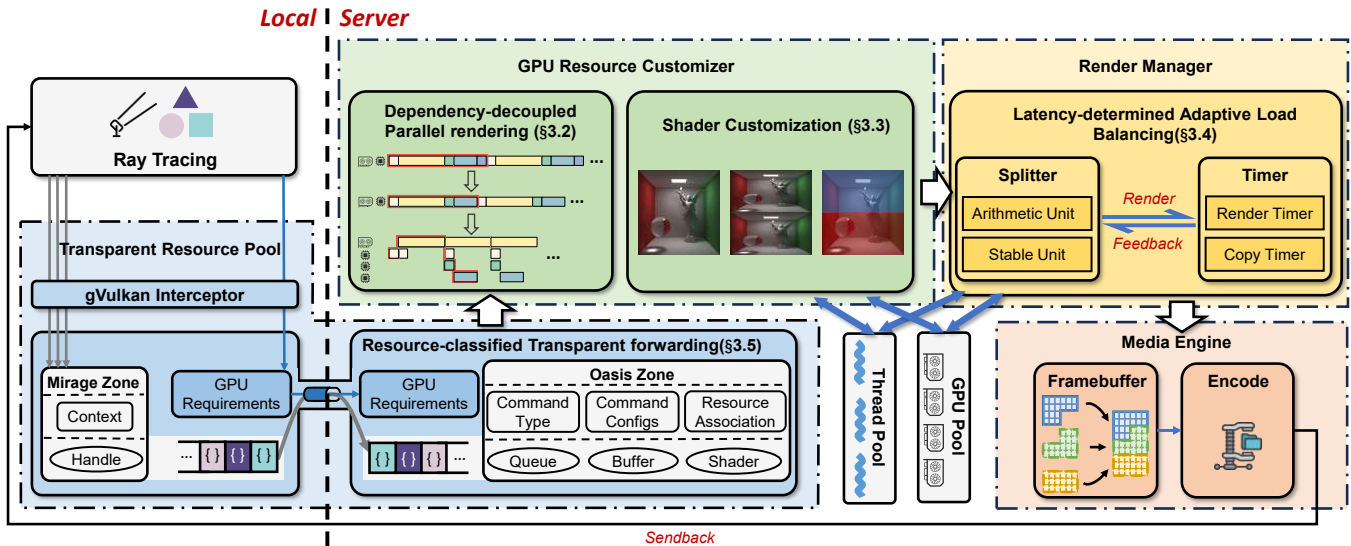 Local
Server
Ray Tracing
Transparent Resource Pool
gVulkan Interceptor
Mirage Zone
Context
Handle
GPU
Requirements
...
{ }
{ }
{ }
GPU Resource Customizer
Dependency-decoupled
Parallel rendering (§3.2)
...
...
...
Shader Customization (§3.3)
Resource-classified Transparent forwarding(§3.5)
GPU
Requirements
{ }
{ }
{ }
...
Oasis Zone
Command
Type
Command
Configs
Resource
Association
Queue
Buffer
Shader
Thread Pool
GPU Pool
Render Manager
Latency-determined Adaptive Load
Balancing(§3.4)
Splitter
Arithmetic Unit
Stable Unit
Render
Feedback
Timer
Render Timer
Copy Timer
Media Engine
Framebuffer
Encode
Sendback